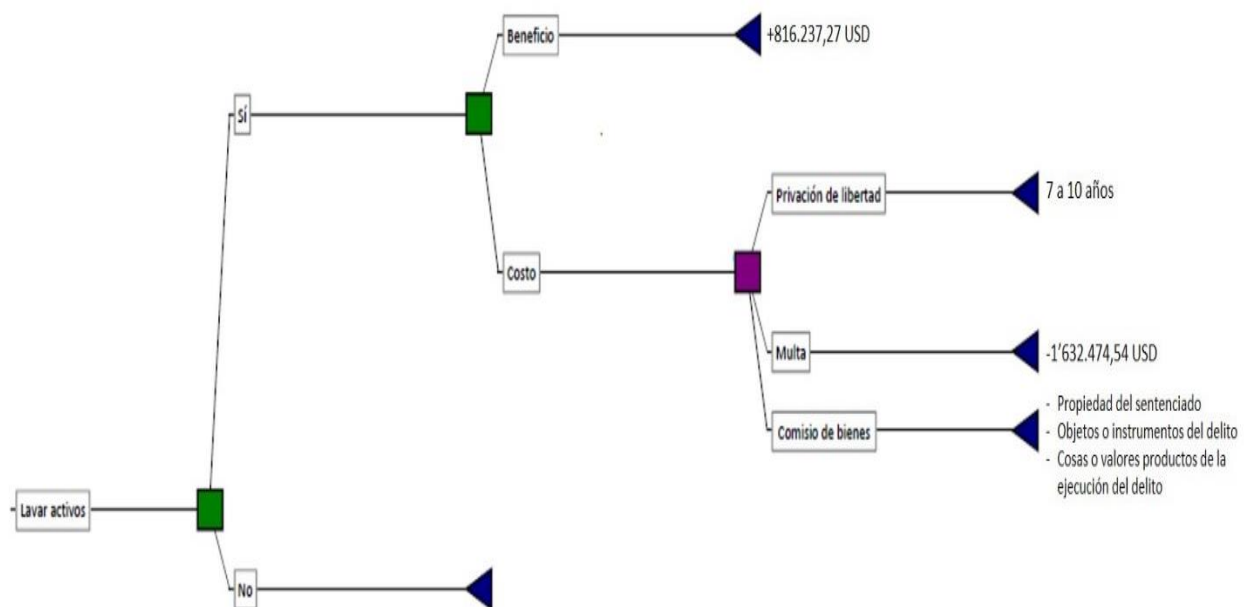 Beneficio
+816.237,27 USD
Sí
Privación de libertad
7 a 10 años
Costo
Multa
-1'632.474,54 USD
Comisio de bienes
- Propiedad del sentenciado
- Objetos o instrumentos del delito
- Cosas o valores productos de la
ejecución del delito
Lavar activos
No